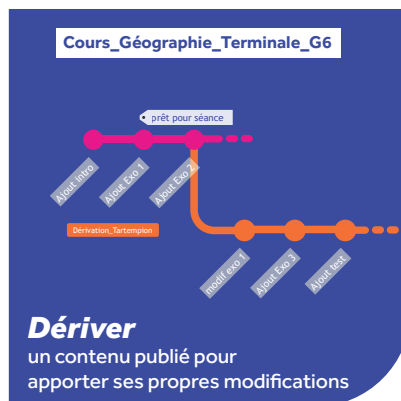 Cours_Géographie_Terminale_G6
prêt pour séance
Ajout intro
Ajout Exo 1
Ajout Exo 2
Dérivation_Tartempion
modif exo 1
Ajout Exo 3
Ajout test
Dériver
un contenu publié pour
apporter ses propres modifications